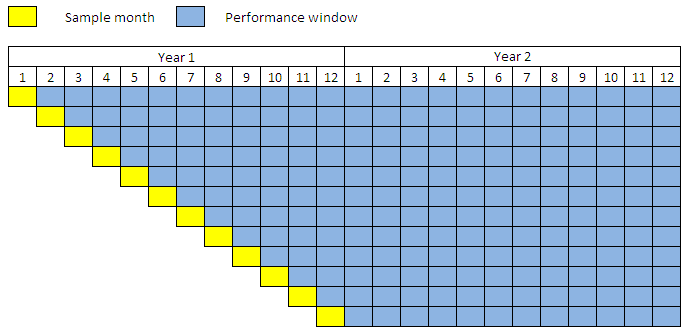 Sample month Performance window
Year 1 Year 2
1 2 3 4 5 6 7 8 9 10 11 12 1 2 3 4 5 6 7 8 9 10 11 12